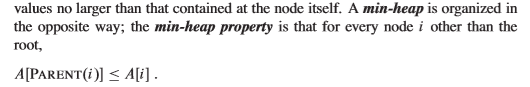 values no larger than that contained at the node itself. A min-heap is organized in
the opposite way; the min-heap property is that for every node i other than the
root,
A[PARENT(i)] ≤ A[i] .